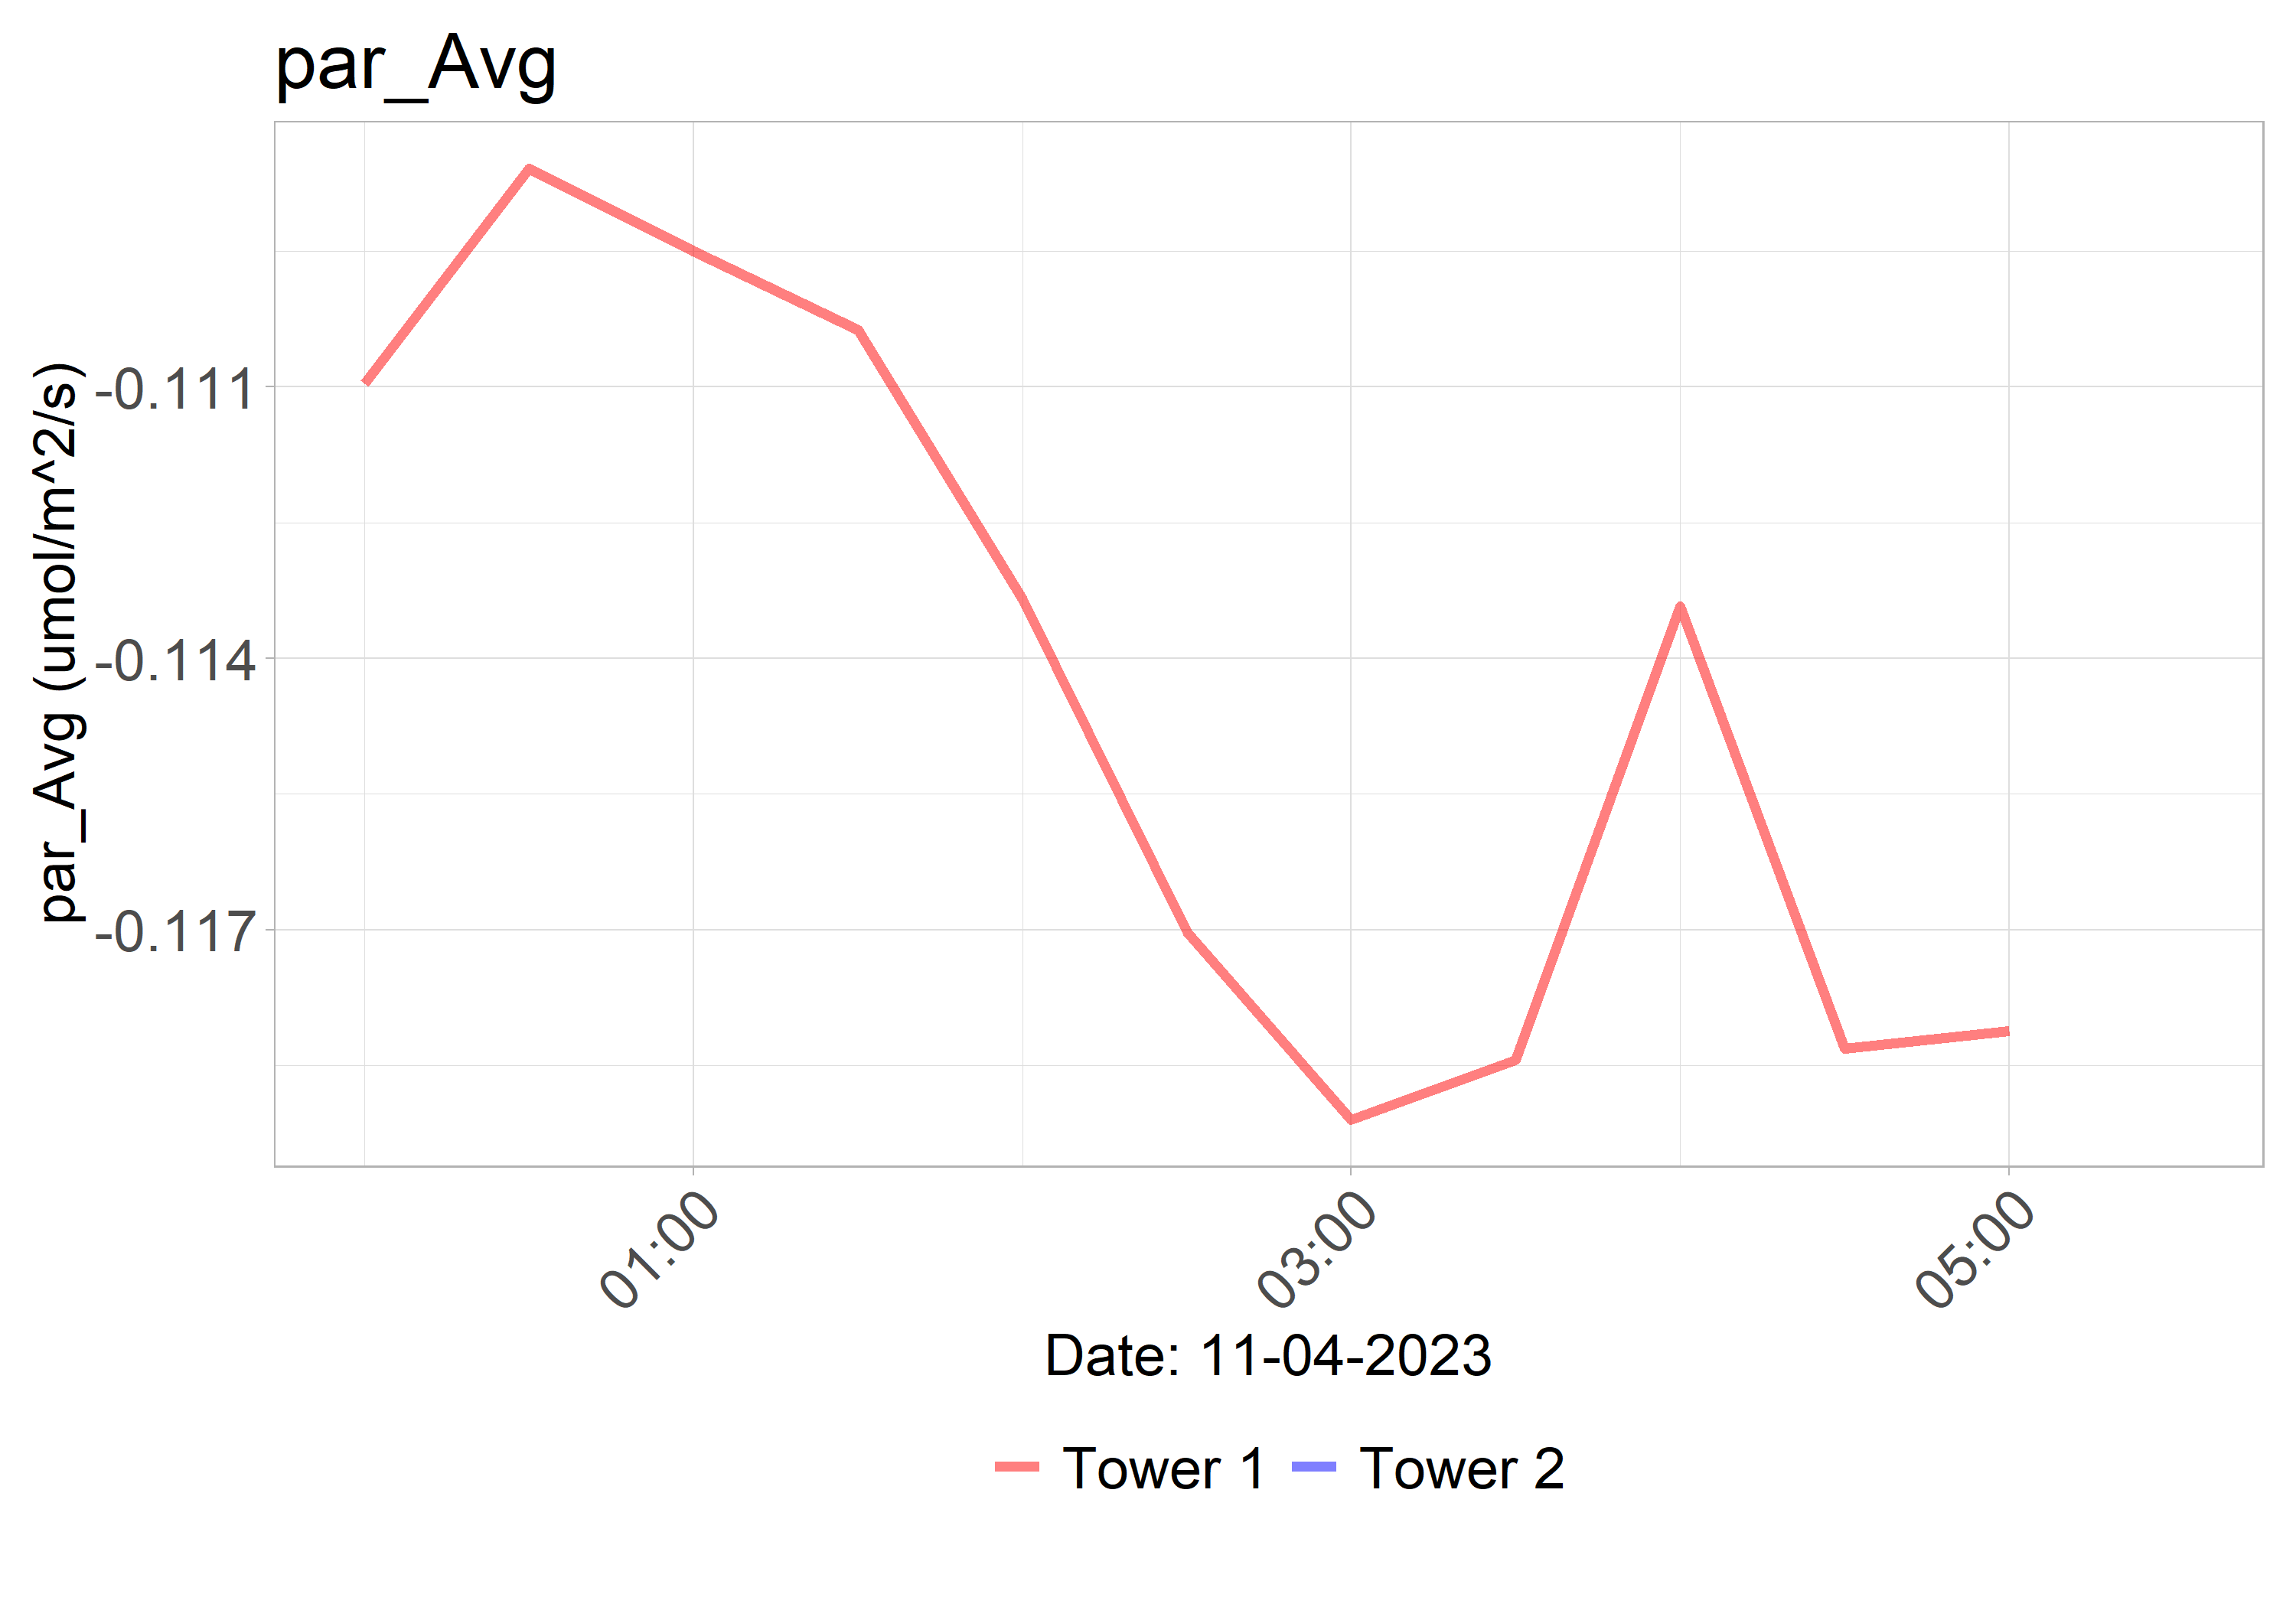 par_Avg
par_Avg (umol/m^2/s)
-0.111
-0.114
-0.117
01:00
03:00
05:00
Date: 11-04-2023
Tower 1
Tower 2